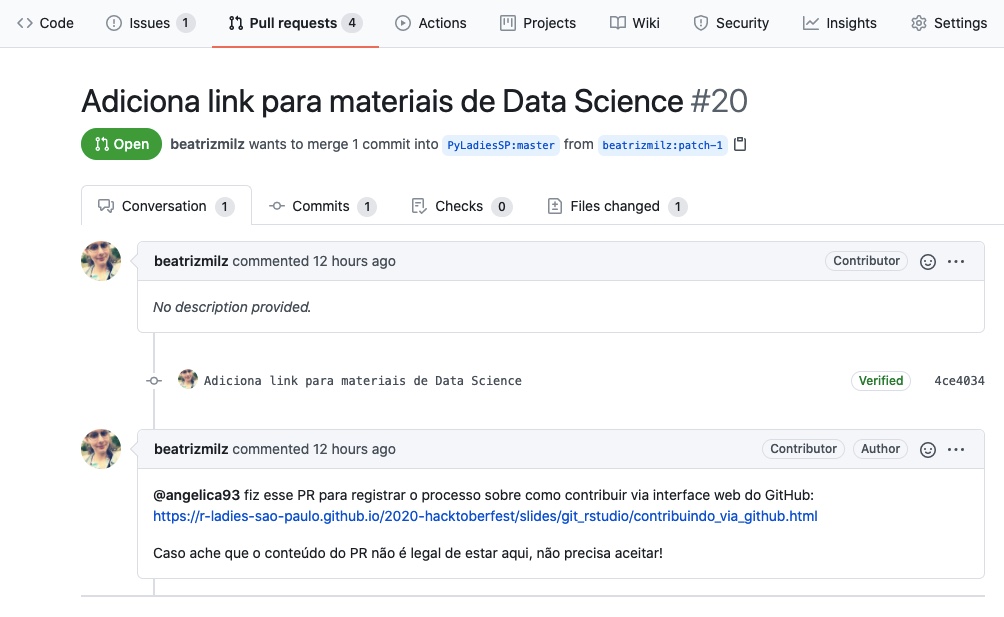 Code Issues 1 Pull requests 4 Actions Projects Wiki Security Insights Settings
Adiciona link para materiais de Data Science #20
Open beatrizmilz wants to merge 1 commit into PyLadiesSP:master from beatrizmilz:patch-1
Conversation 1 Commits 1 Checks 0 Files changed 1
beatrizmilz commented 12 hours ago Contributor
No description provided.
Adiciona link para materiais de Data Science Verified 4ce4034
beatrizmilz commented 12 hours ago Contributor Author
@angelica93 fiz esse PR para registrar o processo sobre como contribuir via interface web do GitHub:
https://r-ladies-sao-paulo.github.io/2020-hacktoberfest/slides/git_rstudio/contribuindo_via_github.html
Caso ache que o conteúdo do PR não é legal de estar aqui, não precisa aceitar!